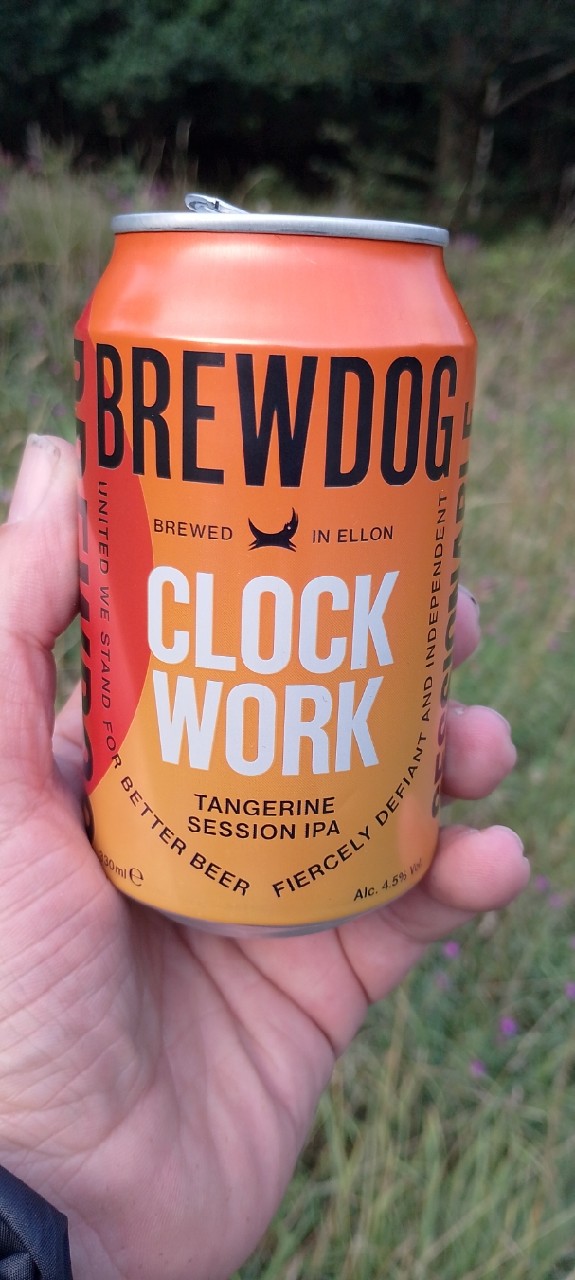 BREWDOG
BREWED IN ELLON
CLOCK
WORK
TANGERINE
SESSION IPA
UNITED WE STAND FOR BETTER BEER
FIERCELY DEFIANT AND INDEPENDENT
330ml e
Alc. 4.5% Vol